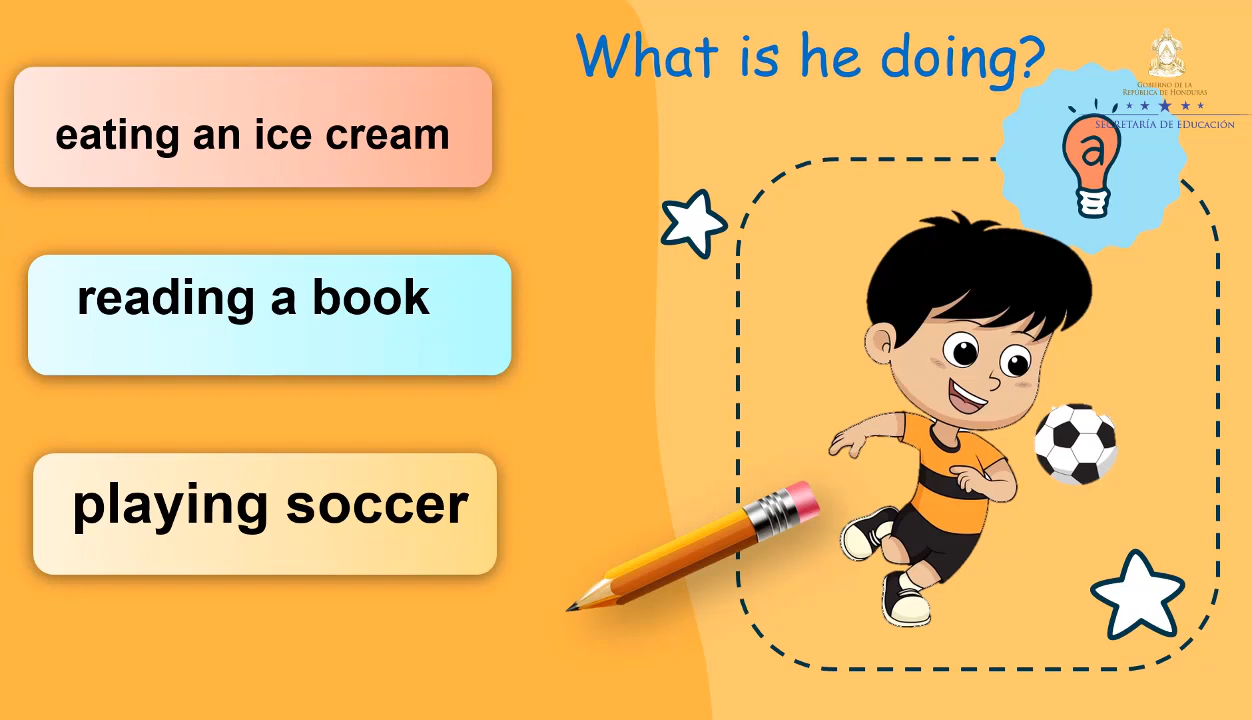 What is he doing?
GOBIERNO DE LA
REPÚBLICA DE HONDURAS
SECRETARÍA DE EDUCACIÓN
a
eating an ice cream
reading a book
playing soccer